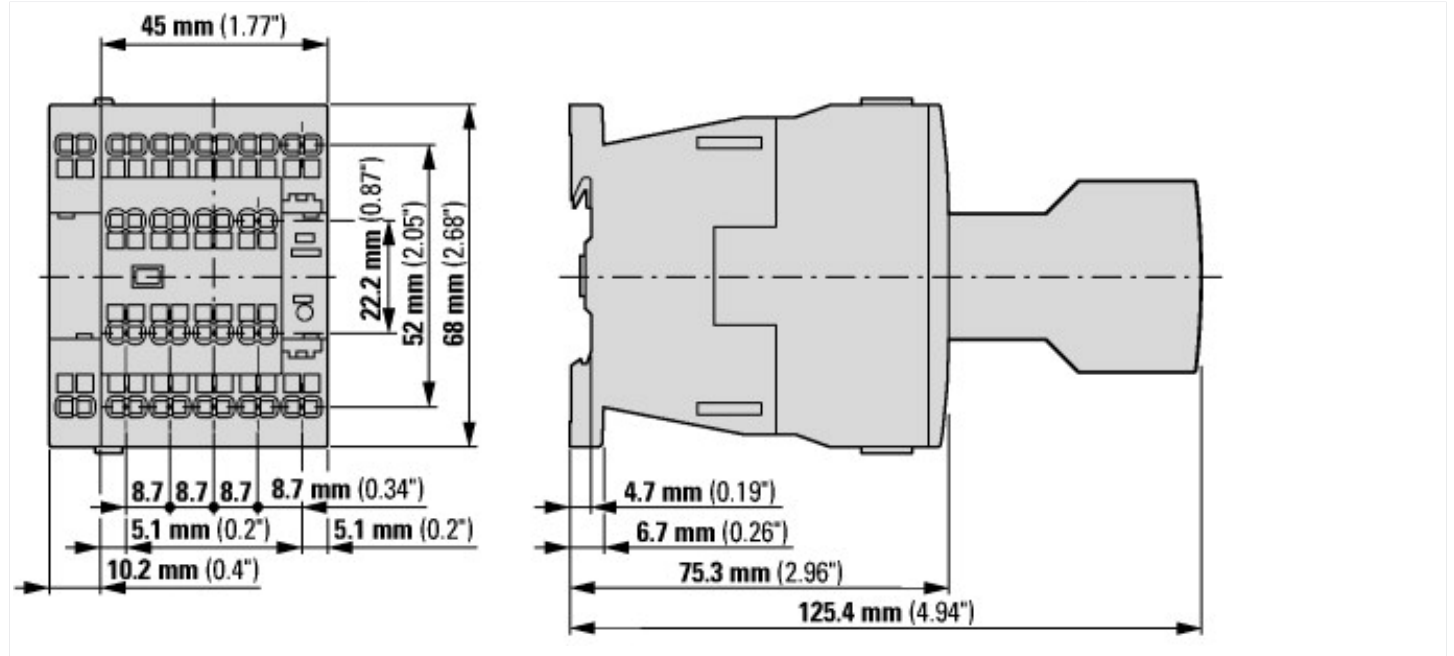 45 mm (1.77")
22.2 mm (0.87")
52 mm (2.05")
68 mm (2.68")
8.7 8.7 8.7 8.7 mm (0.34")
5.1 mm (0.2") 5.1 mm (0.2")
10.2 mm (0.4")
4.7 mm (0.19")
6.7 mm (0.26")
75.3 mm (2.96")
125.4 mm (4.94")